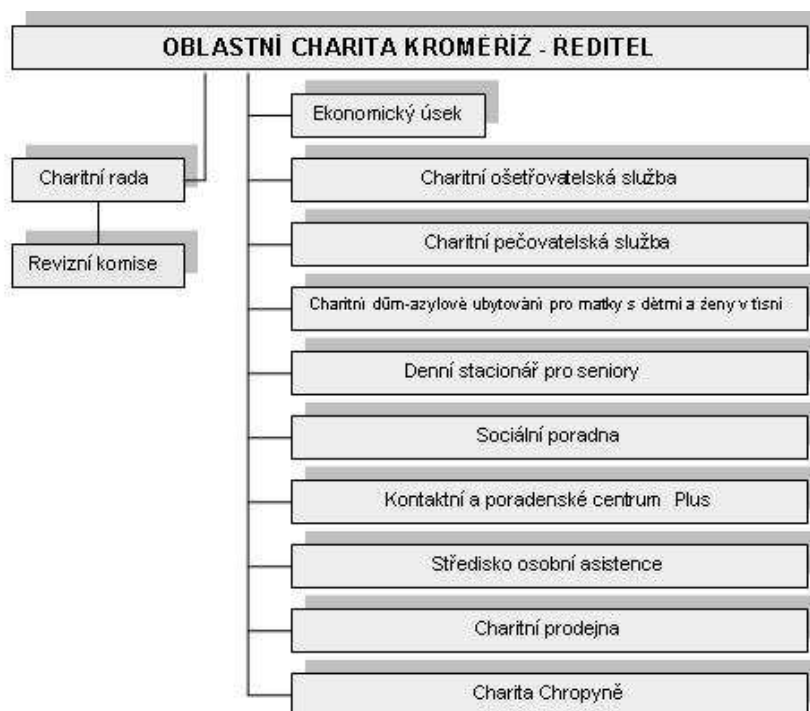 OBLASTNÍ CHARITA KROMĚŘÍŽ - ŘEDITEL
Ekonomický úsek
Charitní rada
Charitní ošetřovatelská služba
Charitní pečovatelská služba
Revizní komise
Charitní dům-azylové ubytování pro matky s dětmi a ženy v tísni
Denní stacionář pro seniory
Sociální poradna
Kontaktní a poradenské centrum Plus
Středisko osobní asistence
Charitní prodejna
Charita Chropyně